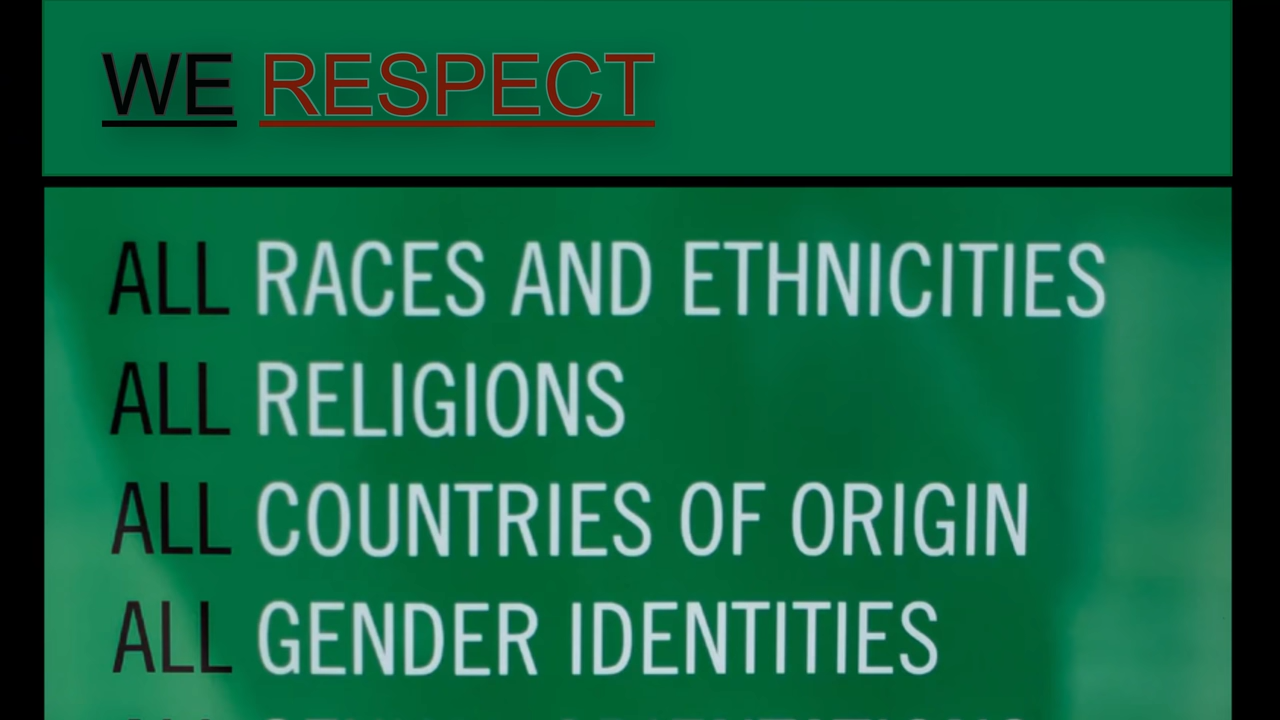 WE RESPECT
ALL RACES AND ETHNICITIES
ALL RELIGIONS
ALL COUNTRIES OF ORIGIN
ALL GENDER IDENTITIES